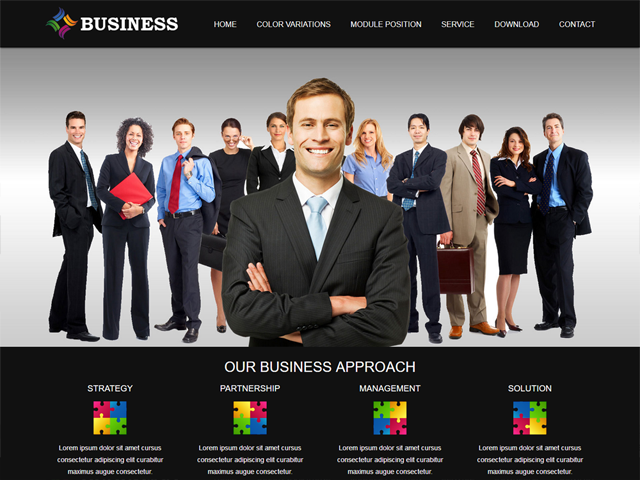 BUSINESS
HOME COLOR VARIATIONS MODULE POSITION SERVICE DOWNLOAD CONTACT
OUR BUSINESS APPROACH
STRATEGY PARTNERSHIP MANAGEMENT SOLUTION
Lorem ipsum dolor sit amet cursus Lorem ipsum dolor sit amet cursus Lorem ipsum dolor sit amet cursus Lorem ipsum dolor sit amet cursus
consectetur adipiscing elit curabitur consectetur adipiscing elit curabitur consectetur adipiscing elit curabitur consectetur adipiscing elit curabitur
maximus augue consectetur. maximus augue consectetur. maximus augue consectetur. maximus augue consectetur.